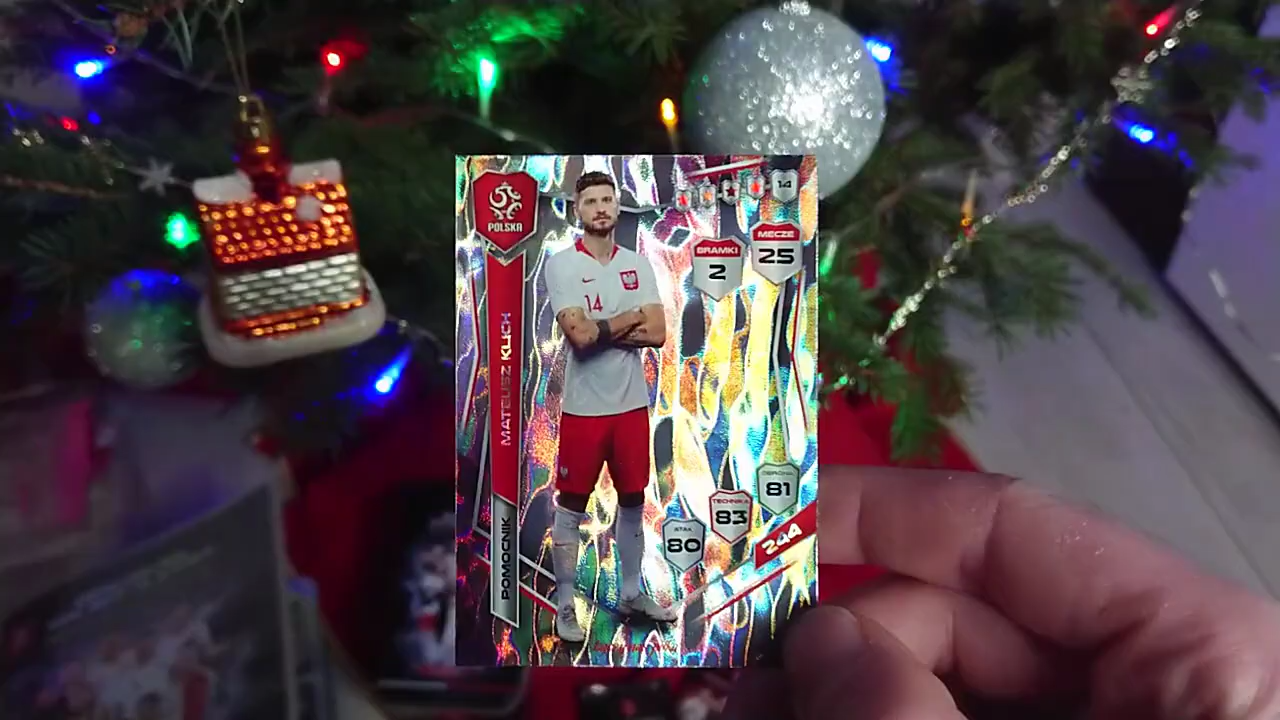 POLSKA
14
MECZE
25
BRAMKI
2
14
MATEUSZ KLICH
OBRONA
81
TECHNIKA
83
ATAK
80
244
POMOCNIK